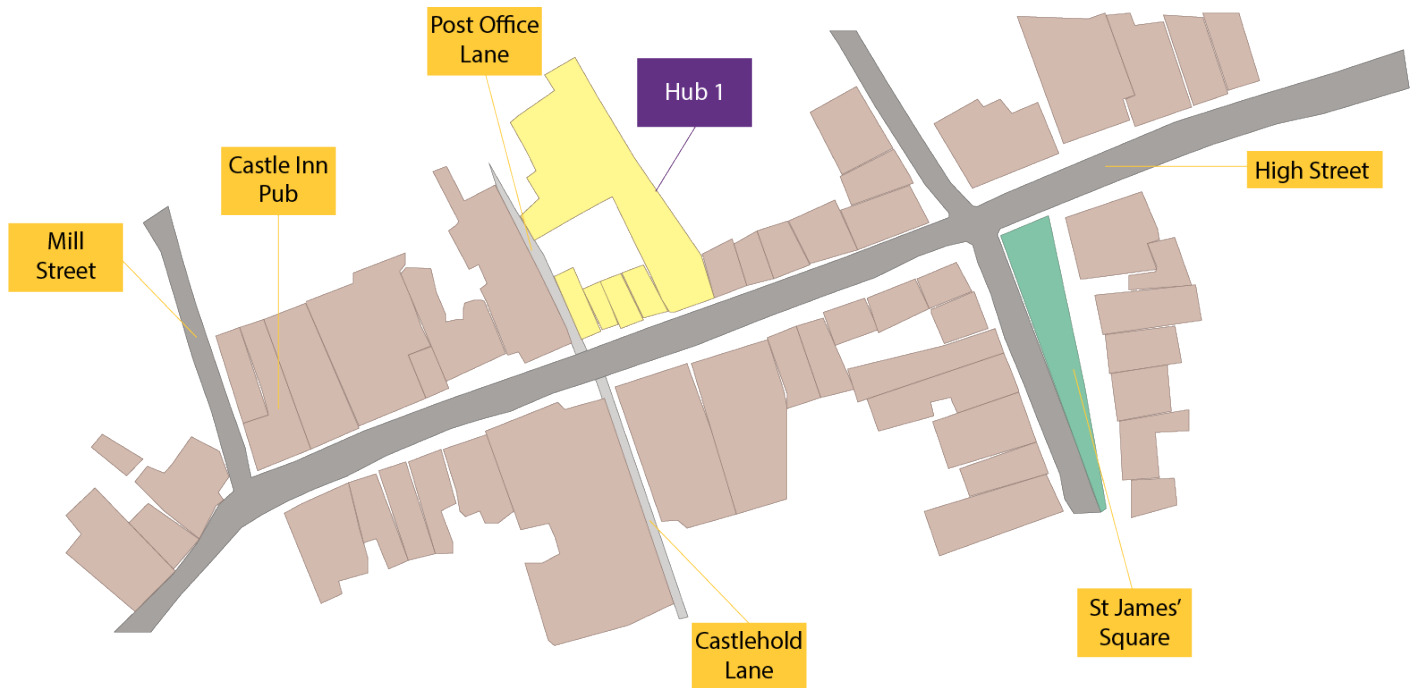 Post Office
Lane
Hub 1
Castle Inn
Pub
High Street
Mill
Street
St James’
Square
Castlehold
Lane